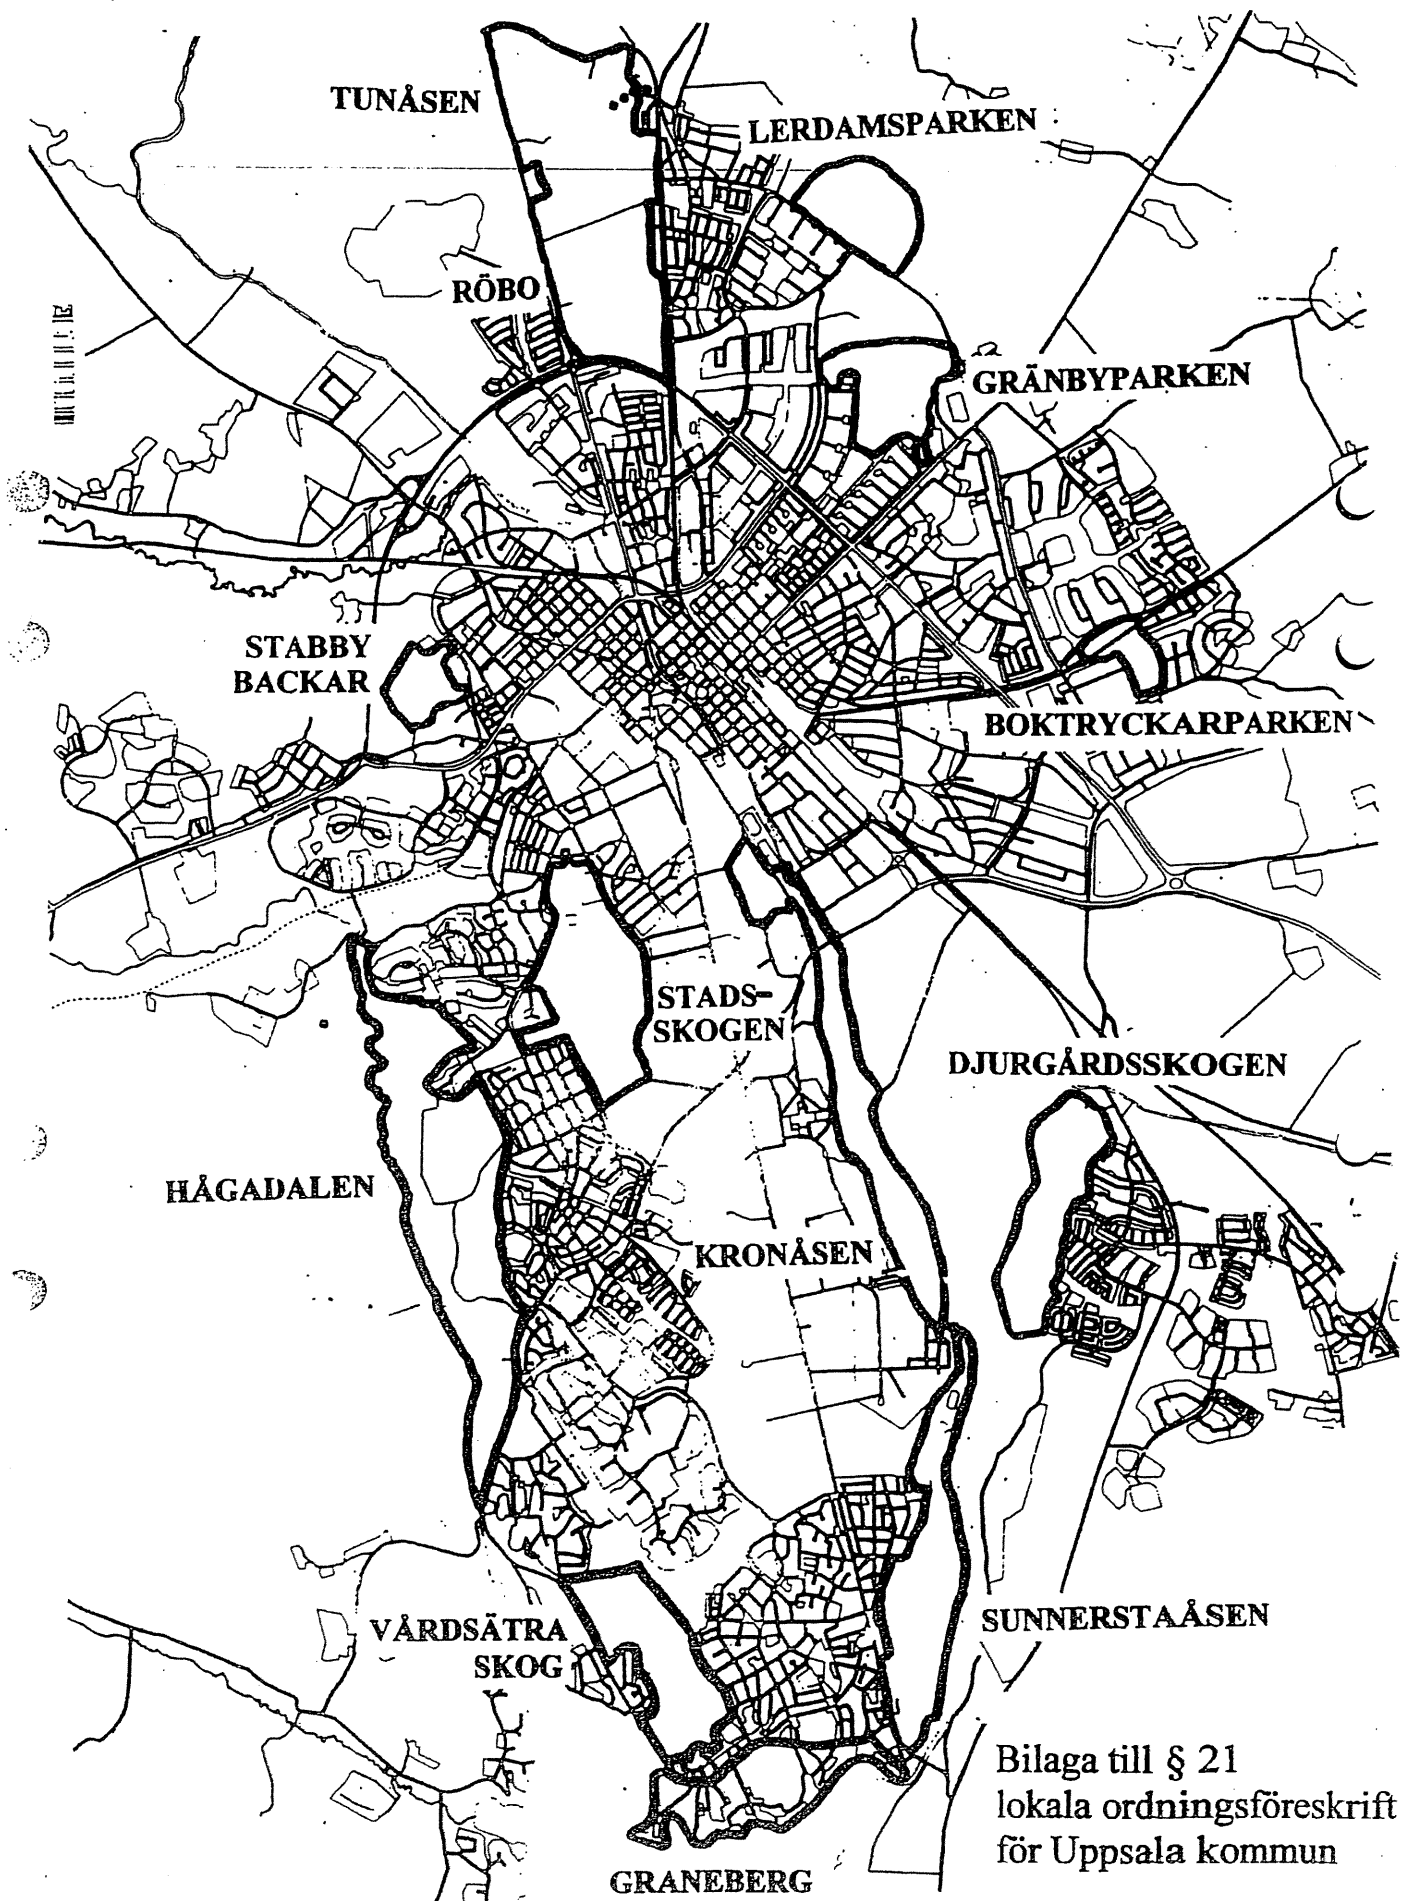 TUNÅSEN
LERDAMSPARKEN
RÖBO
GRÄNBYPARKEN
STABBY
BACKAR
BOKTRYCKARPARKEN
STADS-
SKOGEN
DJURGÅRDSSKOGEN
HÅGADALEN
KRONÅSEN
VÅRDSÄTRA
SKOG
SUNNERSTAÅSEN
Bilaga till § 21
lokala ordningsföreskrift
för Uppsala kommun
GRANEBERG